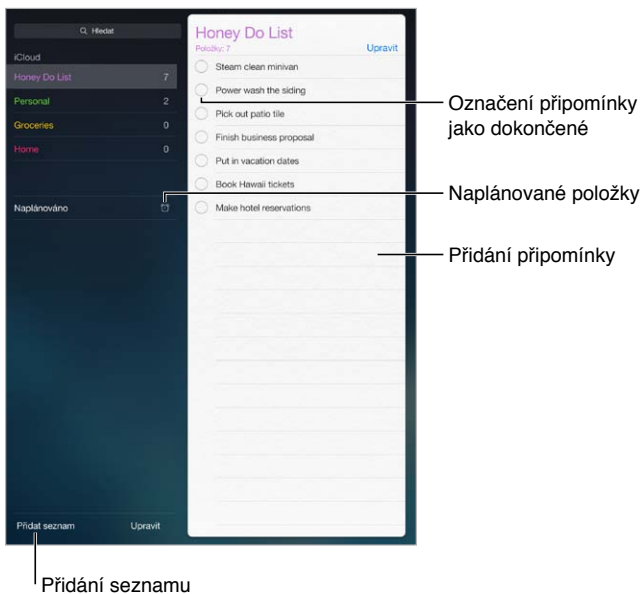 Hledat
iCloud
Honey Do List 7
Personal 2
Groceries 0
Home 0
Naplánováno
Přidat seznam Upravit
Honey Do List
Položky: 7 Upravit
Steam clean minivan
Power wash the siding
Pick out patio tile
Finish business proposal
Put in vacation dates
Book Hawaii tickets
Make hotel reservations
Označení připomínky
jako dokončené
Naplánované položky
Přidání připomínky
Přidání seznamu